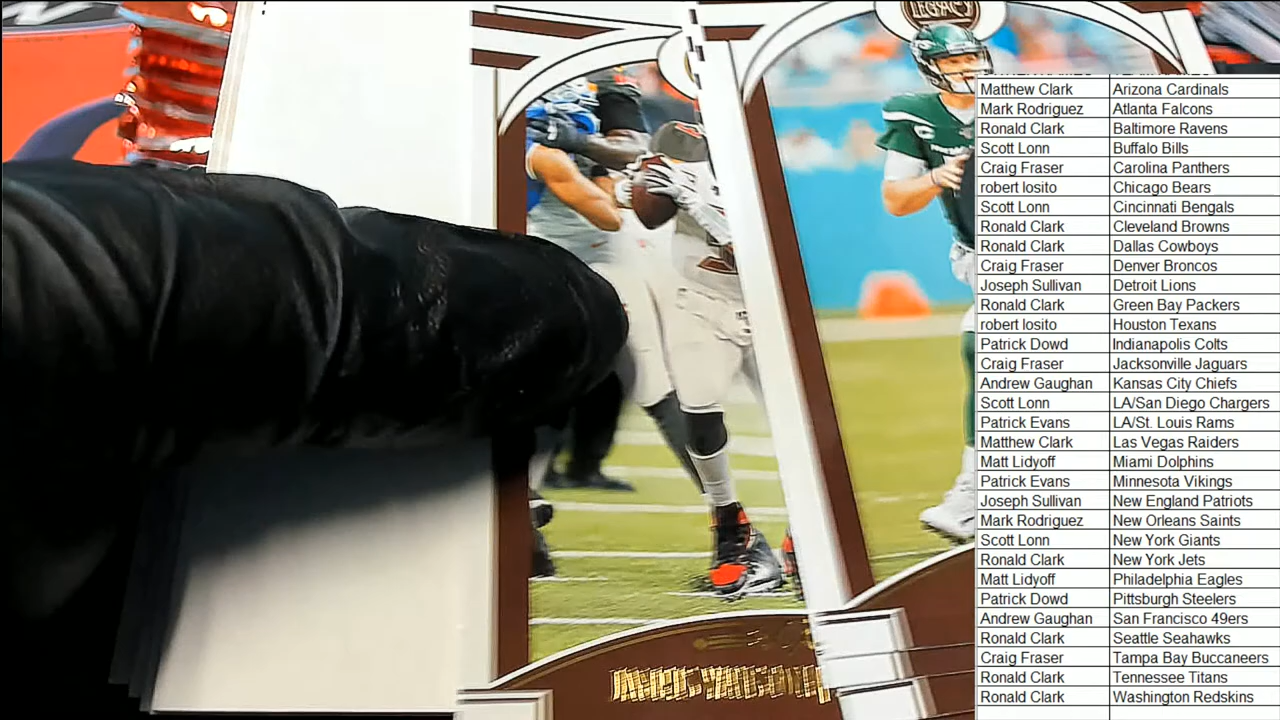 LEGACY
Matthew Clark Arizona Cardinals
Mark Rodriguez Atlanta Falcons
Ronald Clark Baltimore Ravens
Scott Lonn Buffalo Bills
Craig Fraser Carolina Panthers
robert losito Chicago Bears
Scott Lonn Cincinnati Bengals
Ronald Clark Cleveland Browns
Ronald Clark Dallas Cowboys
Craig Fraser Denver Broncos
Joseph Sullivan Detroit Lions
Ronald Clark Green Bay Packers
robert losito Houston Texans
Patrick Dowd Indianapolis Colts
Craig Fraser Jacksonville Jaguars
Andrew Gaughan Kansas City Chiefs
Scott Lonn LA/San Diego Chargers
Patrick Evans LA/St. Louis Rams
Matthew Clark Las Vegas Raiders
Matt Lidyoff Miami Dolphins
Patrick Evans Minnesota Vikings
Joseph Sullivan New England Patriots
Mark Rodriguez New Orleans Saints
Scott Lonn New York Giants
Ronald Clark New York Jets
Matt Lidyoff Philadelphia Eagles
Patrick Dowd Pittsburgh Steelers
Andrew Gaughan San Francisco 49ers
Ronald Clark Seattle Seahawks
Craig Fraser Tampa Bay Buccaneers
Ronald Clark Tennessee Titans
Ronald Clark Washington Redskins